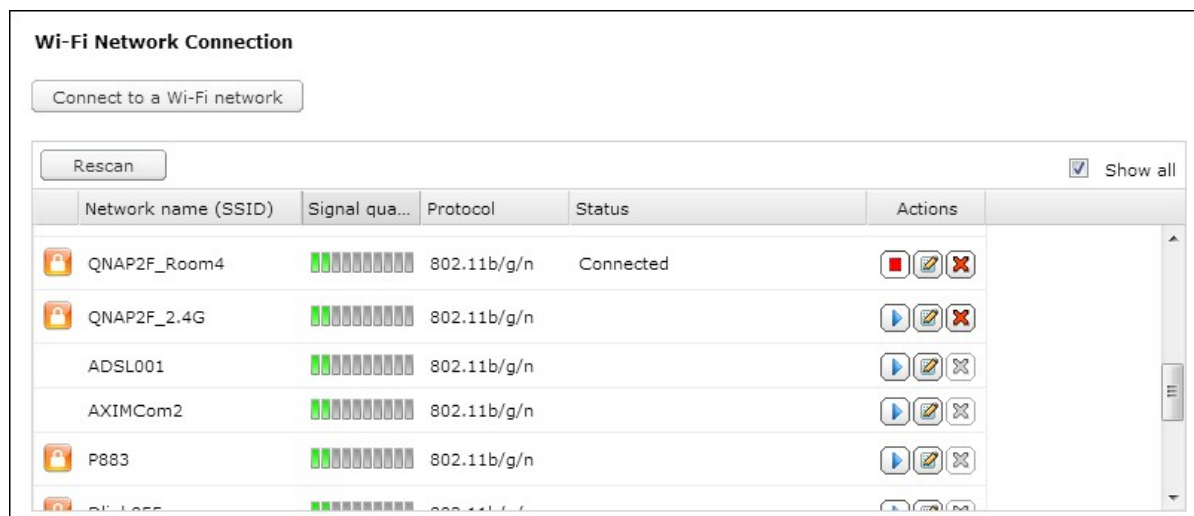 Wi-Fi Network Connection
Connect to a Wi-Fi network
Rescan Show all
Network name (SSID) Signal qua... Protocol Status Actions
QNAP2F_Room4 802.11b/g/n Connected
QNAP2F_2.4G 802.11b/g/n
ADSL001 802.11b/g/n
AXIMCom2 802.11b/g/n
P883 802.11b/g/n